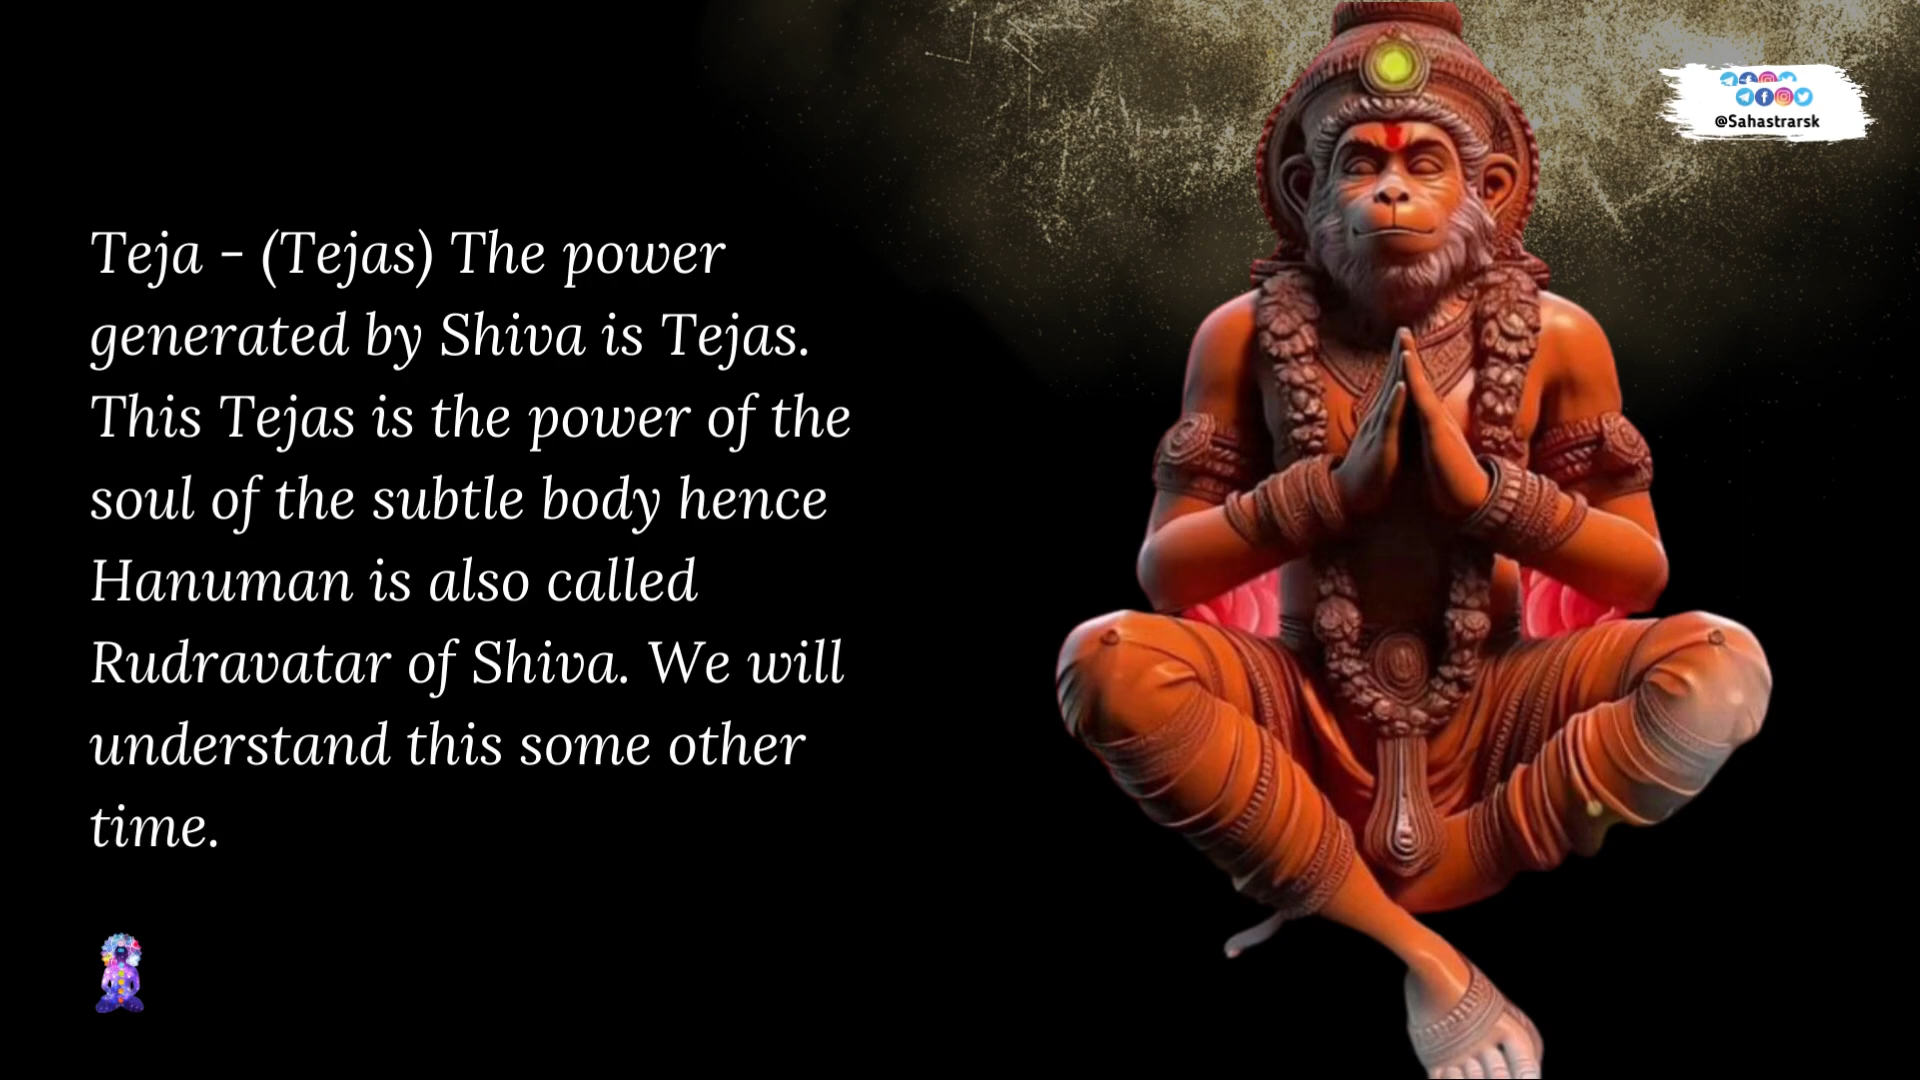 Teja - (Tejas) The power
generated by Shiva is Tejas.
This Tejas is the power of the
soul of the subtle body hence
Hanuman is also called
Rudravatar of Shiva. We will
understand this some other
time.
@Sahastrarsk